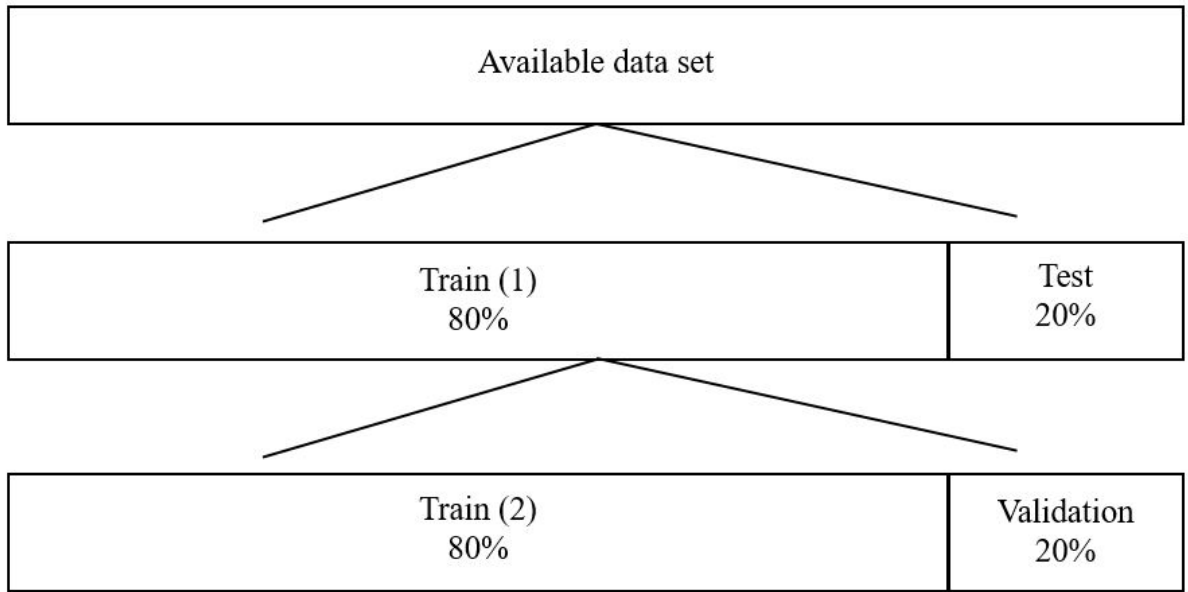 Available data set
Train (1)
80%
Test
20%
Train (2)
80%
Validation
20%